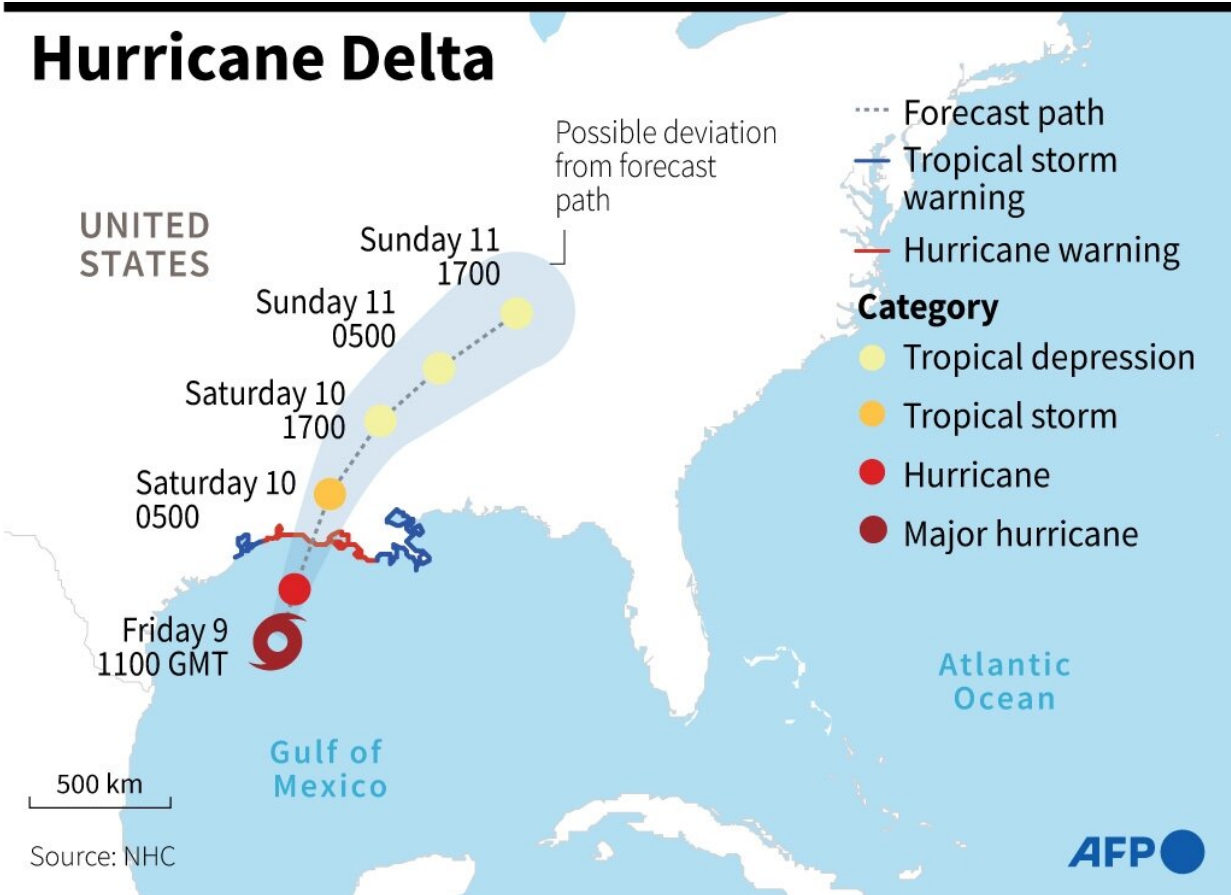 Hurricane Delta
Possible deviation
from forecast
path
Forecast path
Tropical storm
warning
Hurricane warning
Category
Tropical depression
Tropical storm
Hurricane
Major hurricane
UNITED
STATES
Sunday 11
1700
Sunday 11
0500
Saturday 10
1700
Saturday 10
0500
Friday 9
1100 GMT
Atlantic
Ocean
Gulf of
Mexico
500 km
Source: NHC
AFP